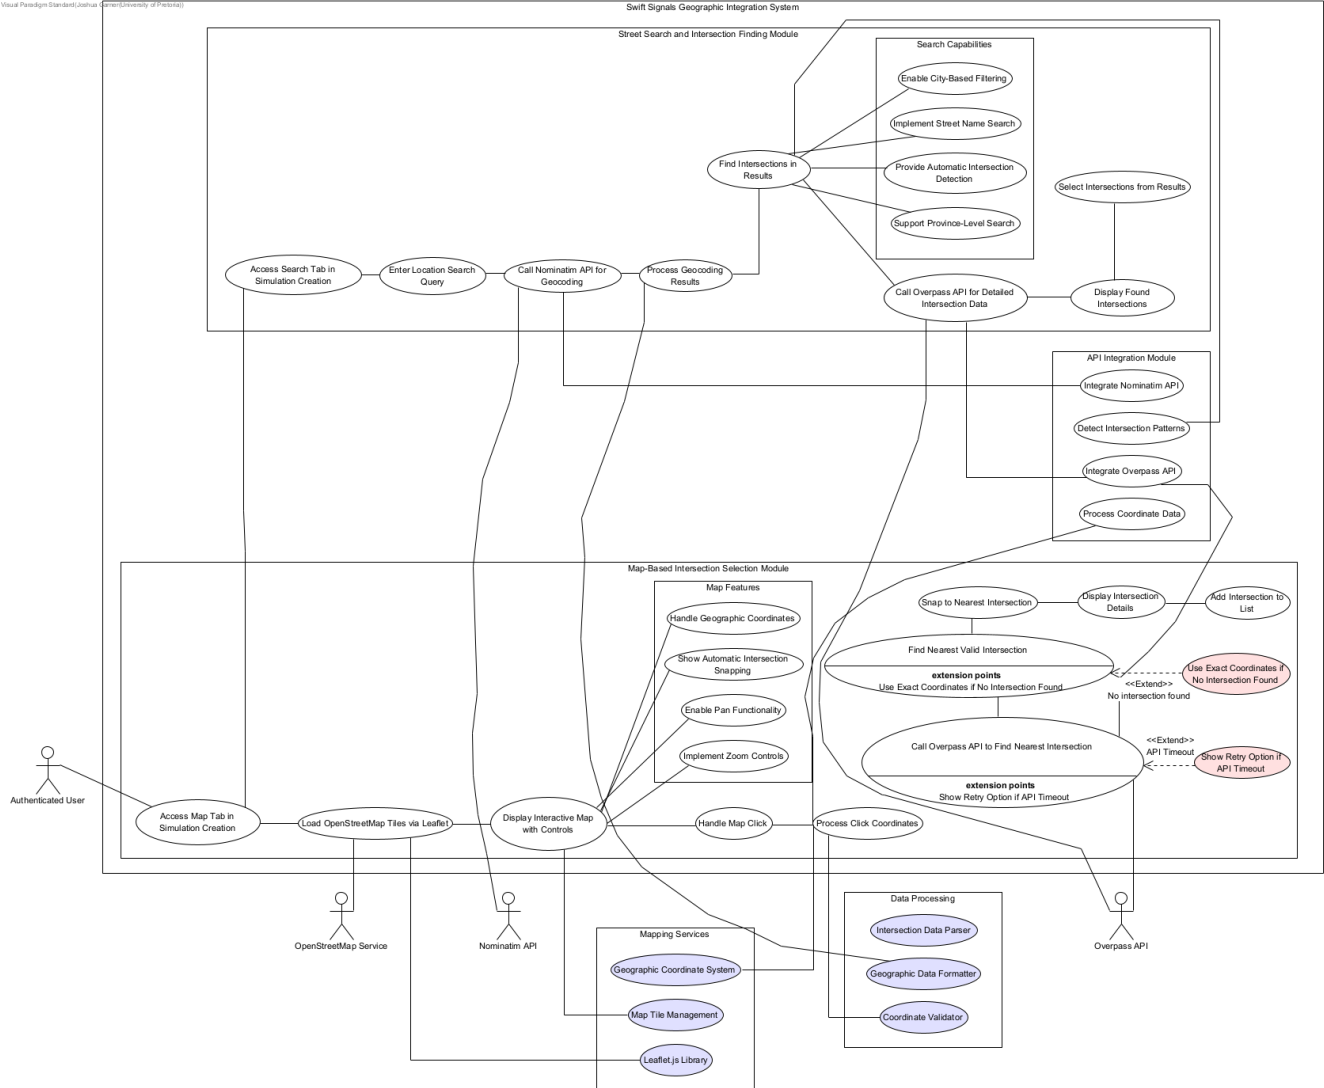 Visual Paradigm Standard(Joshua Garner(University of Pretoria))
Swift Signals Geographic Integration System
Street Search and Intersection Finding Module
Search Capabilities
Enable City-Based Filtering
Implement Street Name Search
Find Intersections in
Results
Provide Automatic Intersection
Detection
Select Intersections from Results
Support Province-Level Search
Access Search Tab in
Simulation Creation
Enter Location Search
Query
Call Nominatim API for
Geocoding
Process Geocoding
Results
Call Overpass API for Detailed
Intersection Data
Display Found
Intersections
API Integration Module
Integrate Nominatim API
Detect Intersection Patterns
Integrate Overpass API
Process Coordinate Data
Map-Based Intersection Selection Module
Map Features
Handle Geographic Coordinates
Show Automatic Intersection
Snapping
Enable Pan Functionality
Implement Zoom Controls
Snap to Nearest Intersection
Display Intersection
Details
Add Intersection to
List
Find Nearest Valid Intersection
extension points
Use Exact Coordinates if No Intersection Found
Use Exact Coordinates if
No Intersection Found
<<Extend>>
No intersection found
Call Overpass API to Find Nearest Intersection
extension points
Show Retry Option if API Timeout
<<Extend>>
API Timeout
Show Retry Option if
API Timeout
Authenticated User
Access Map Tab in
Simulation Creation
Load OpenStreetMap Tiles via Leaflet
Display Interactive Map
with Controls
Handle Map Click
Process Click Coordinates
OpenStreetMap Service
Nominatim API
Overpass API
Mapping Services
Geographic Coordinate System
Map Tile Management
Leaflet.js Library
Data Processing
Intersection Data Parser
Geographic Data Formatter
Coordinate Validator